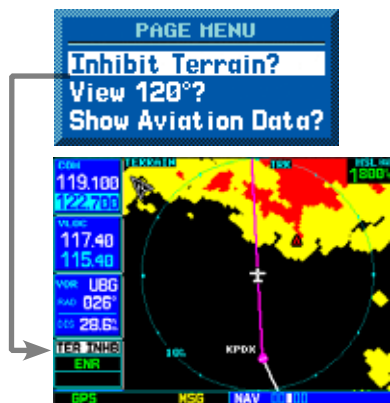 PAGE MENU
Inhibit Terrain?
View 120°?
Show Aviation Data?
COM
119.100
122.700
VLOC
117.40
115.40
VOR UBG
RAD 026°
DIS 28.6
TER INHB
ENR
GPS
TERRAIN
TRK
MSL
1800
KPDX
MSG
NAV